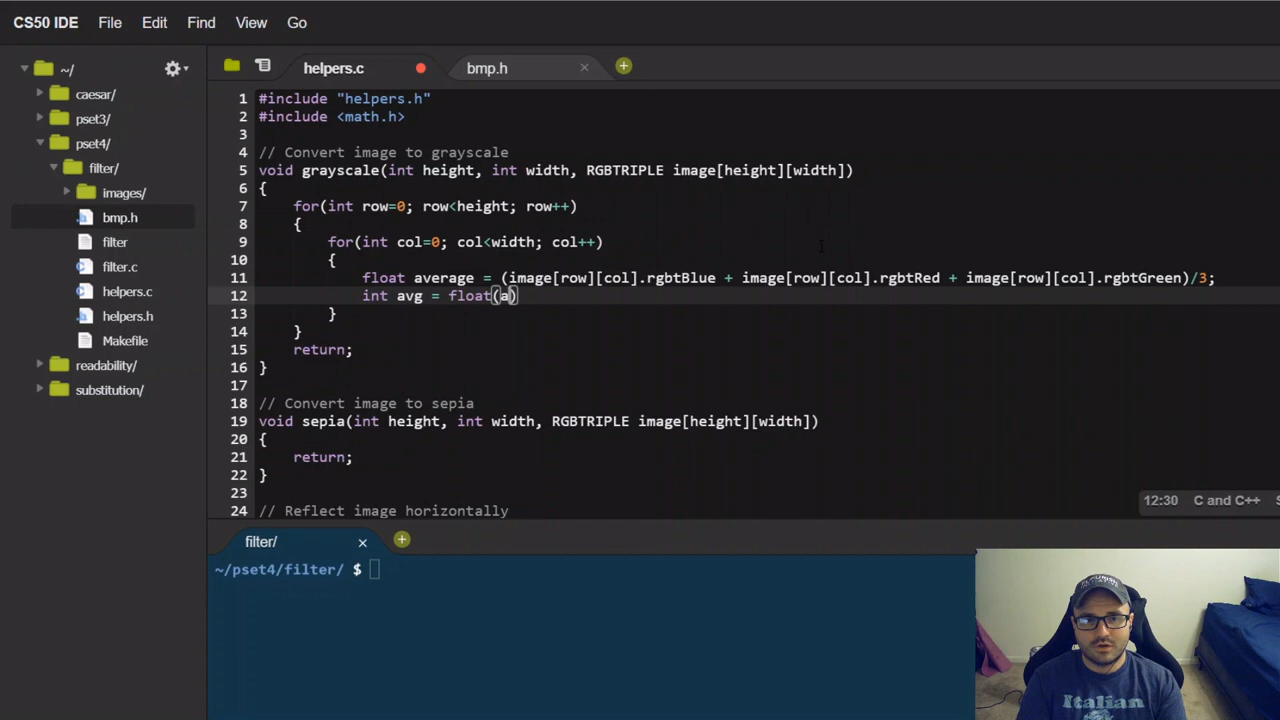 CS50 IDE File Edit Find View Go
~/
caesar/
pset3/
pset4/
filter/
images/
bmp.h
filter
filter.c
helpers.c
helpers.h
Makefile
readability/
substitution/
helpers.c bmp.h
1 #include "helpers.h"
2 #include <math.h>
3
4 // Convert image to grayscale
5 void grayscale(int height, int width, RGBTRIPLE image[height][width])
6 {
7 for(int row=0; row<height; row++)
8 {
9 for(int col=0; col<width; col++)
10 {
11 float average = (image[row][col].rgbtBlue + image[row][col].rgbtRed + image[row][col].rgbtGreen)/3;
12 int avg = float(a)
13 }
14 }
15 return;
16 }
17
18 // Convert image to sepia
19 void sepia(int height, int width, RGBTRIPLE image[height][width])
20 {
21 return;
22 }
23
24 // Reflect image horizontally
12:30 C and C++
filter/
~/pset4/filter/ $
Italian